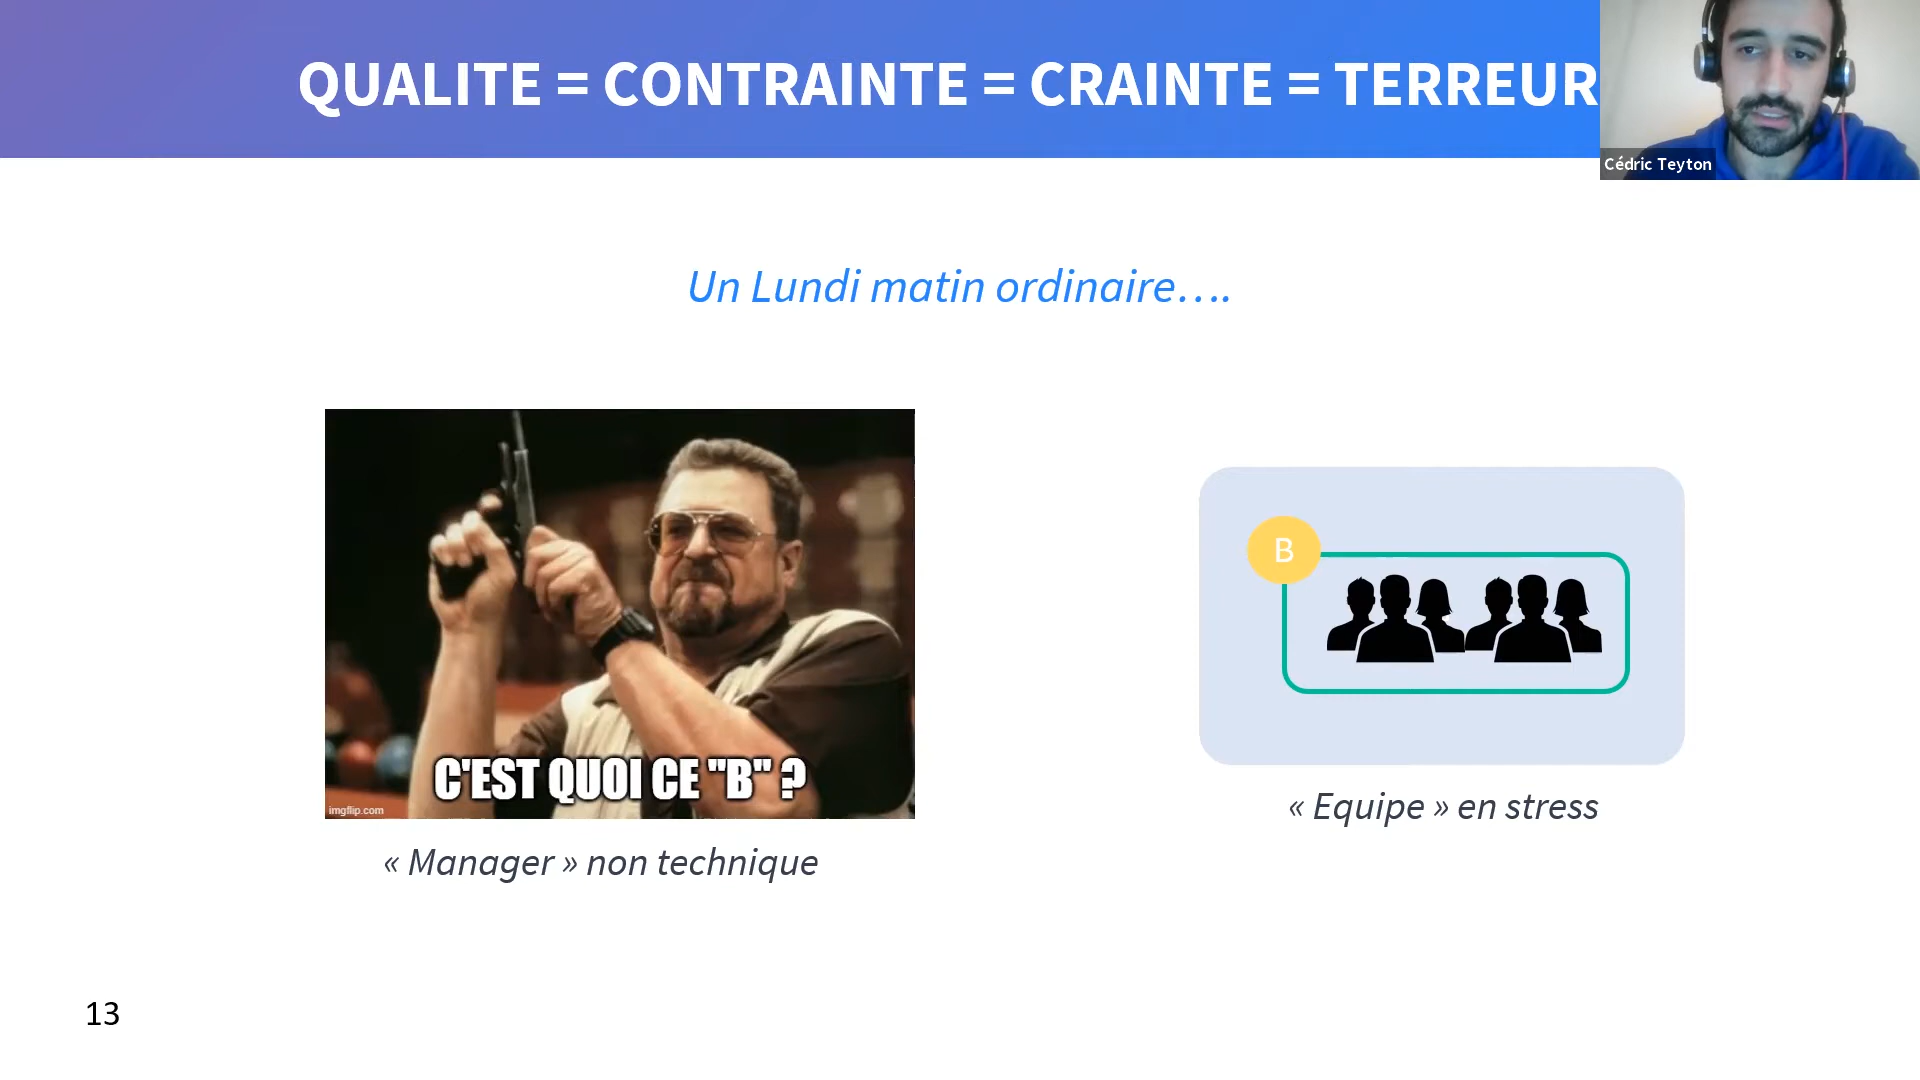 QUALITE = CONTRAINTE = CRAINTE = TERREUR
Cédric Teyton
Un Lundi matin ordinaire….
B
C'EST QUOI CE "B" ?
imgflip.com
« Equipe » en stress
« Manager » non technique
13